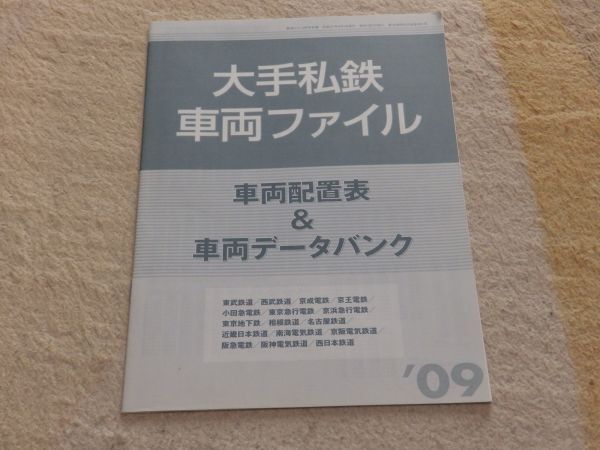 大手私鉄
車両ファイル
車両配置表
&
車両データバンク
東武鉄道／西武鉄道／京成電鉄／京王電鉄
小田急電鉄／東京急行電鉄／京浜急行電鉄／
東京地下鉄／相模鉄道／名古屋鉄道／
近畿日本鉄道／南海電気鉄道／京阪電気鉄道／
阪急電鉄／阪神電気鉄道／西日本鉄道
'09